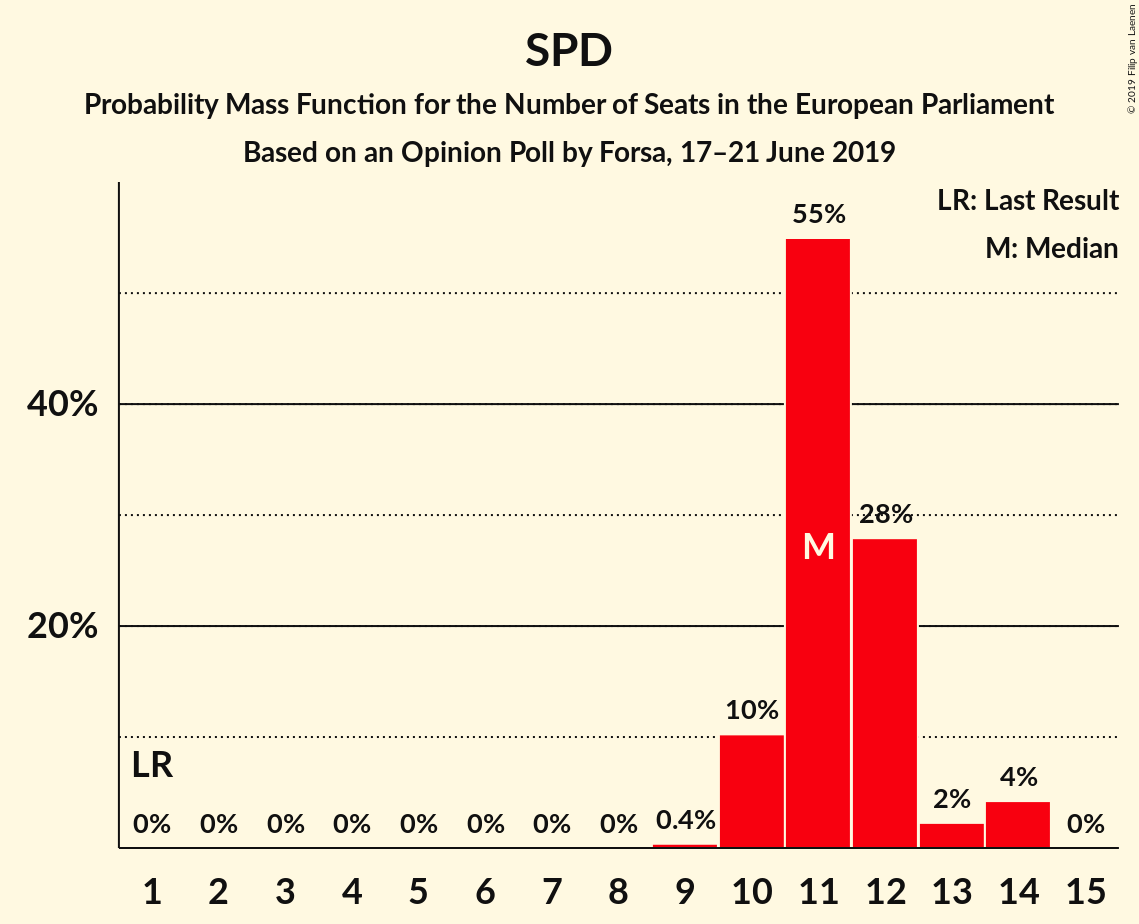 SPD
Probability Mass Function for the Number of Seats in the European Parliament
Based on an Opinion Poll by Forsa, 17–21 June 2019
© 2019 Filip van Laenen
LR: Last Result
M: Median
55%
40%
28%
M
20%
10%
LR
4%
2%
0% 0% 0% 0% 0% 0% 0% 0% 0.4% 0%
1 2 3 4 5 6 7 8 9 10 11 12 13 14 15